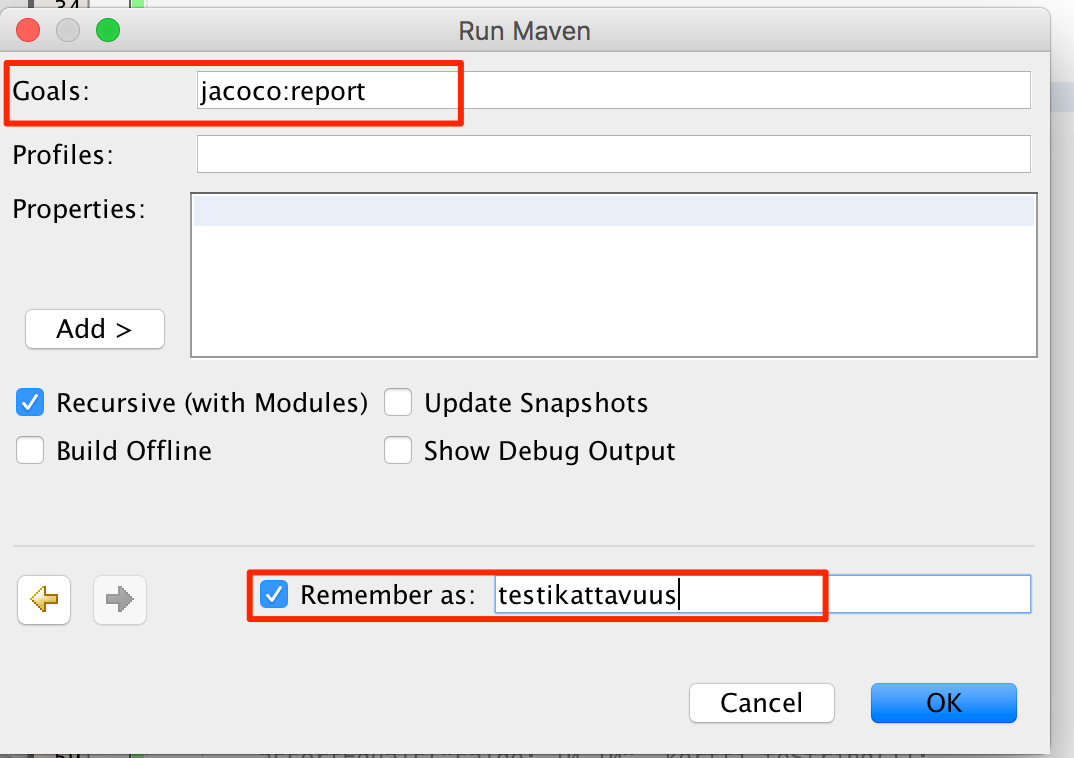 34
Run Maven
Goals: jacoco:report
Profiles:
Properties:
Add >
Recursive (with Modules) Update Snapshots
Build Offline Show Debug Output
Remember as: testikattavuus
Cancel OK